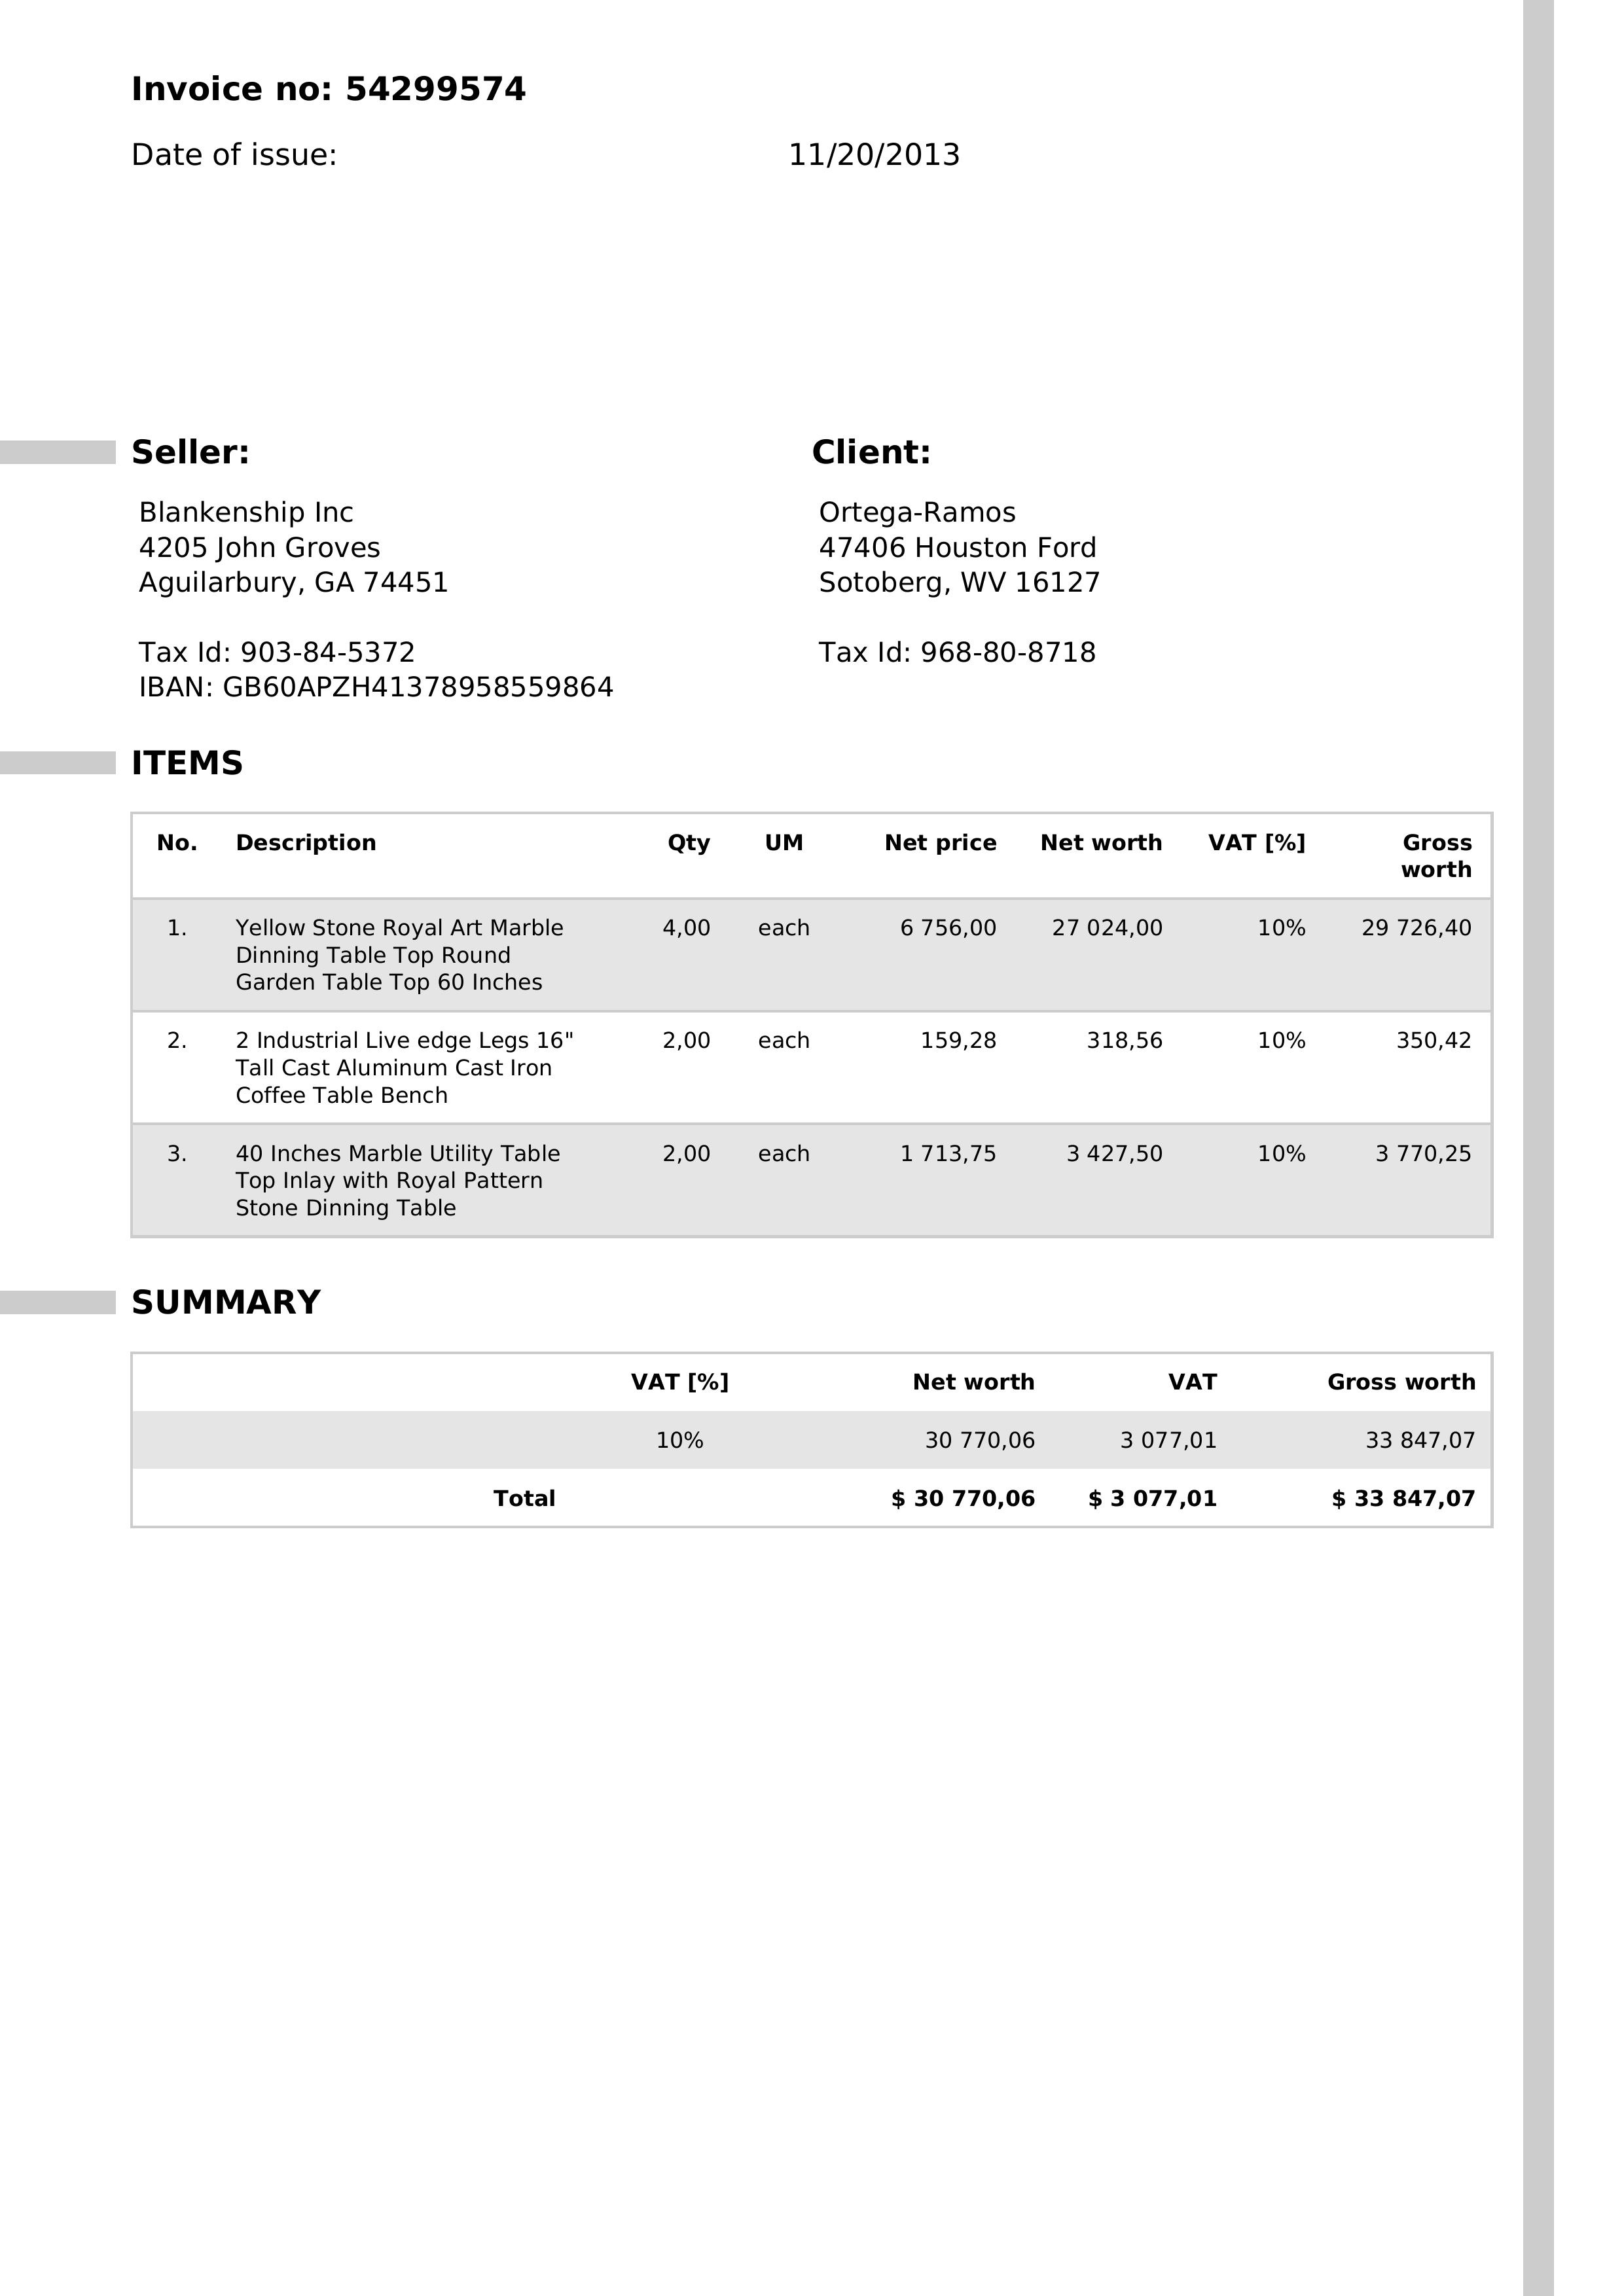 Invoice no: 54299574
Date of issue: 11/20/2013
Seller:
Blankenship Inc
4205 John Groves
Aguilarbury, GA 74451
Tax Id: 903-84-5372
IBAN: GB60APZH41378958559864
Client:
Ortega-Ramos
47406 Houston Ford
Sotoberg, WV 16127
Tax Id: 968-80-8718
ITEMS
No. Description Qty UM Net price Net worth VAT [%] Gross
worth
1. Yellow Stone Royal Art Marble 4,00 each 6 756,00 27 024,00 10% 29 726,40
Dinning Table Top Round
Garden Table Top 60 Inches
2. 2 Industrial Live edge Legs 16" 2,00 each 159,28 318,56 10% 350,42
Tall Cast Aluminum Cast Iron
Coffee Table Bench
3. 40 Inches Marble Utility Table 2,00 each 1 713,75 3 427,50 10% 3 770,25
Top Inlay with Royal Pattern
Stone Dinning Table
SUMMARY
VAT [%] Net worth VAT Gross worth
10% 30 770,06 3 077,01 33 847,07
Total $ 30 770,06 $ 3 077,01 $ 33 847,07